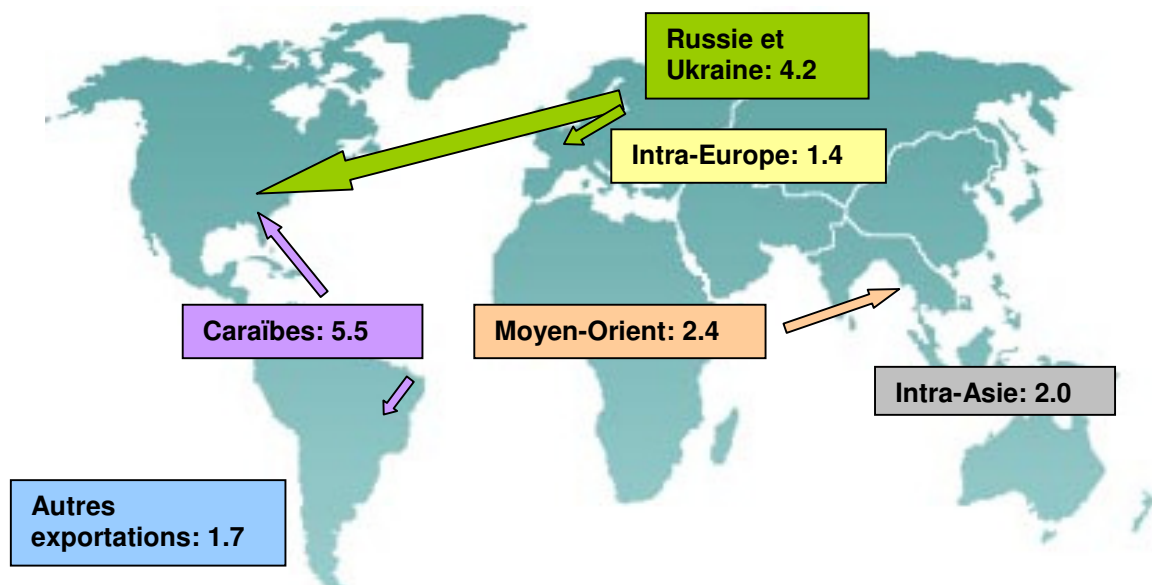 Russie et
Ukraine: 4.2
Intra-Europe: 1.4
Caraïbes: 5.5
Moyen-Orient: 2.4
Intra-Asie: 2.0
Autres
exportations: 1.7